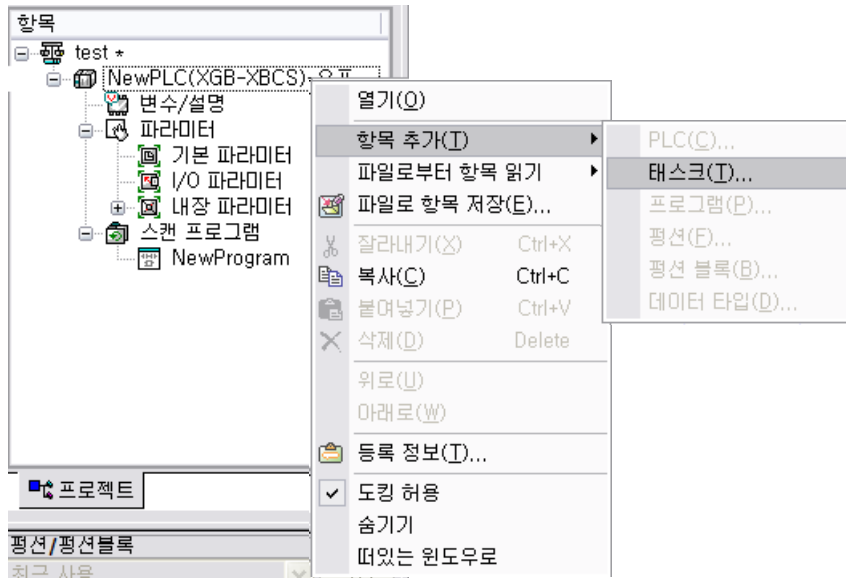 항목
test *
NewPLC(XGB-XBCS)-오프
변수/설명
파라미터
기본 파라미터
I/O 파라미터
내장 파라미터
스캔 프로그램
NewProgram
프로젝트
펑션/펑션블록
최근 사용
열기(O)
항목 추가(T)
파일로부터 항목 읽기
파일로 항목 저장(E)...
잘라내기(X) Ctrl+X
복사(C) Ctrl+C
붙여넣기(P) Ctrl+V
삭제(D) Delete
위로(U)
아래로(W)
등록 정보(T)...
도킹 허용
숨기기
떠있는 윈도우로
PLC(C)...
태스크(T)...
프로그램(P)...
펑션(F)...
펑션 블록(B)...
데이터 타입(D)...